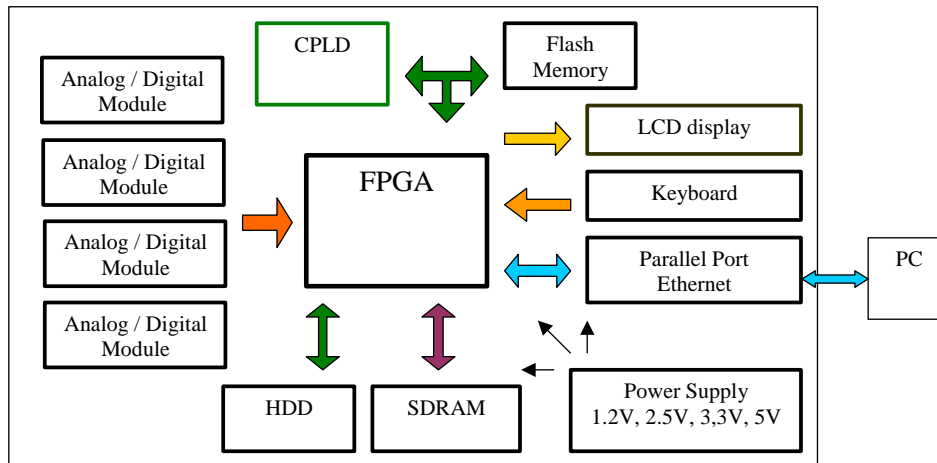 CPLD
Flash
Memory
Analog / Digital
Module
LCD display
Analog / Digital
Module
FPGA
Keyboard
Analog / Digital
Module
Parallel Port
Ethernet
PC
Analog / Digital
Module
HDD
SDRAM
Power Supply
1.2V, 2.5V, 3,3V, 5V